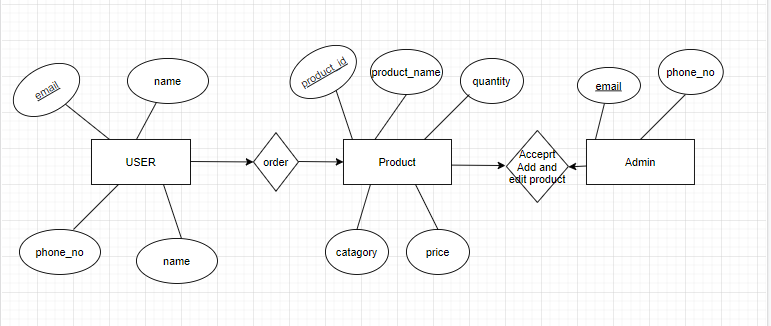 email
name
product_id
product_name
quantity
email
phone_no
USER
order
Product
Acceprt
Add and
edit product
Admin
phone_no
name
catagory
price